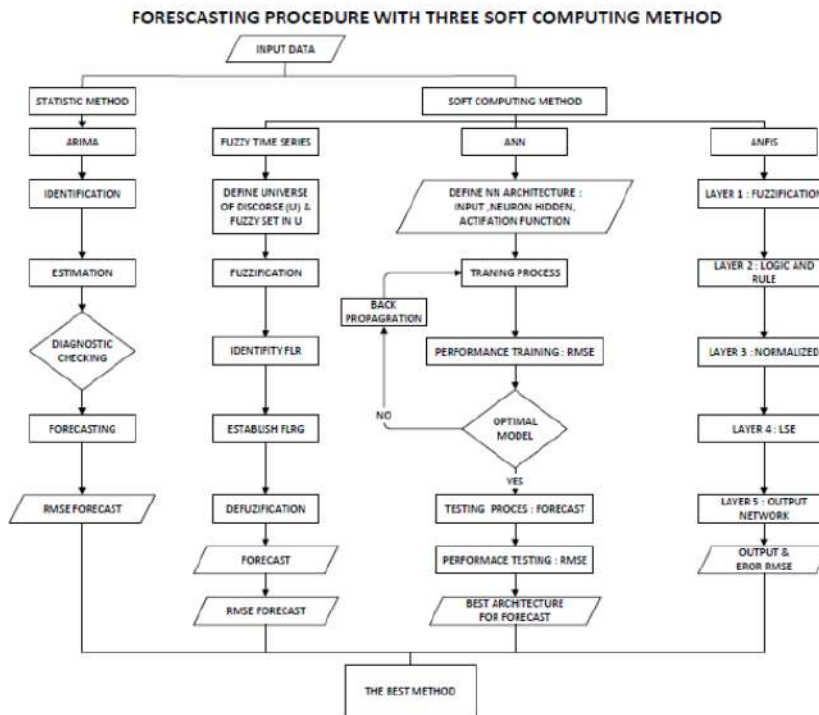 FORESCASTING PROCEDURE WITH THREE SOFT COMPUTING METHOD
INPUT DATA
STATISTIC METHOD
SOFT COMPUTING METHOD
ARIMA
FUZZY TIME SERIES
ANN
ANFIS
IDENTIFICATION
DEFINE UNIVERSE
OF DISCORSE (U) &
FUZZY SET IN U
DEFINE NN ARCHITECTURE :
INPUT ,NEURON HIDDEN,
ACTIFATION FUNCTION
LAYER 1 : FUZZIFICATION
ESTIMATION
FUZZIFICATION
TRANING PROCESS
LAYER 2 : LOGIC AND
RULE
BACK
PROPAGRATION
DIAGNOSTIC
CHECKING
IDENTIFITY FLR
PERFORMANCE TRAINING : RMSE
LAYER 3 : NORMALIZED
NO
FORECASTING
ESTABLISH FLRG
OPTIMAL
MODEL
LAYER 4 : LSE
YES
RMSE FORECAST
DEFUZIFICATION
TESTING PROCES : FORECAST
LAYER 5 : OUTPUT
NETWORK
FORECAST
PERFORMACE TESTING : RMSE
OUTPUT &
EROR RMSE
RMSE FORECAST
BEST ARCHITECTURE
FOR FORECAST
THE BEST METHOD